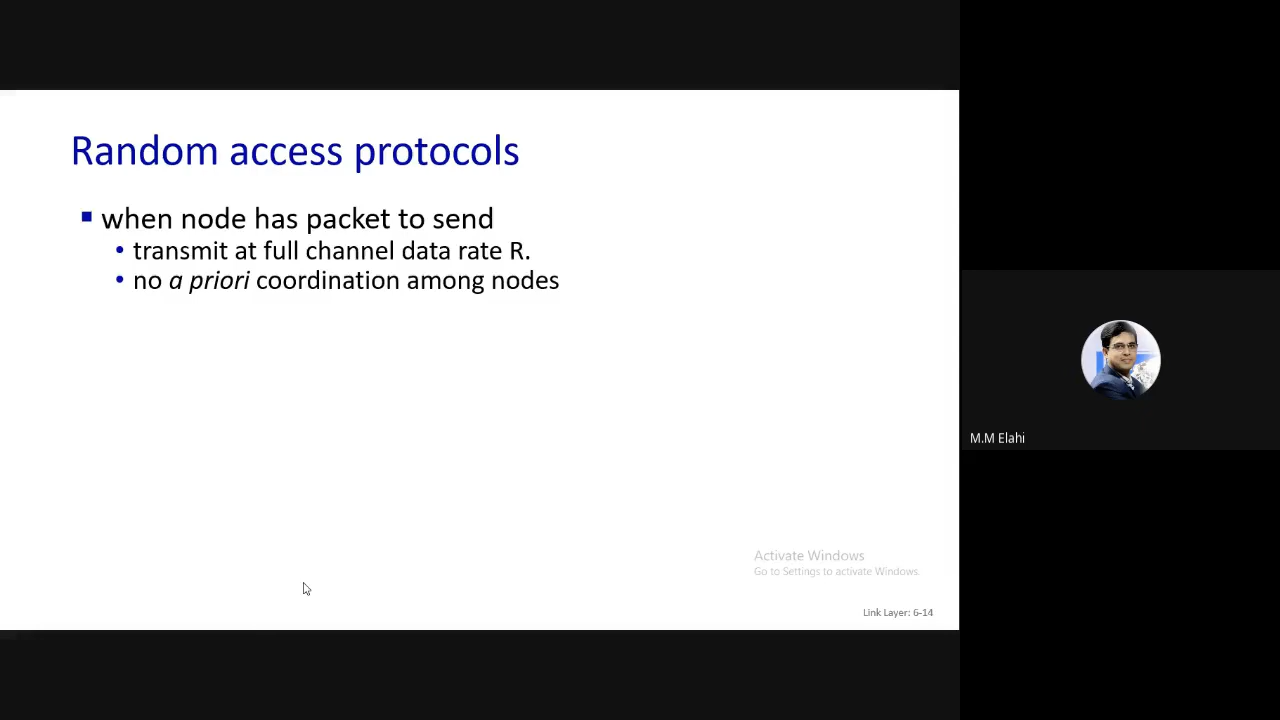 Random access protocols
when node has packet to send
transmit at full channel data rate R.
no a priori coordination among nodes
M.M Elahi
Activate Windows
Go to Settings to activate Windows.
Link Layer: 6-14